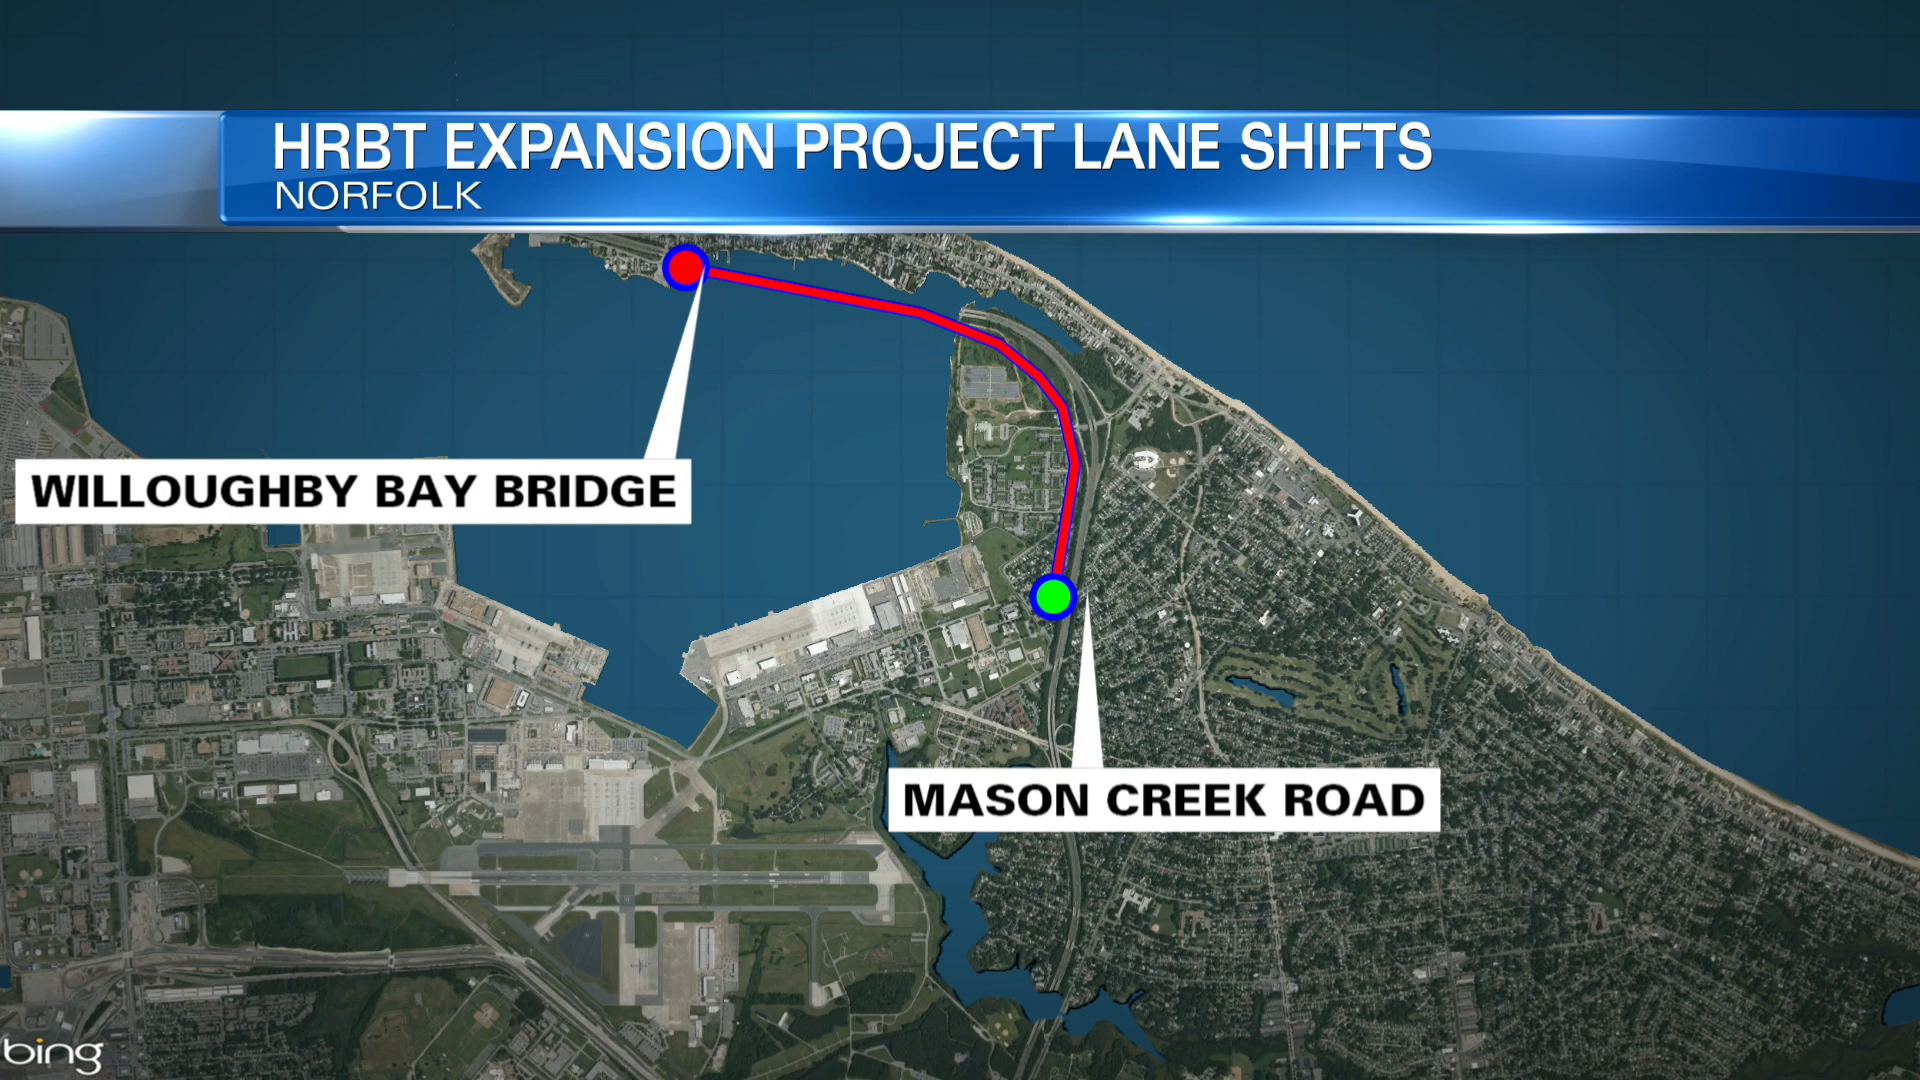 HRBT EXPANSION PROJECT LANE SHIFTS
NORFOLK
WILLOUGHBY BAY BRIDGE
MASON CREEK ROAD
bing